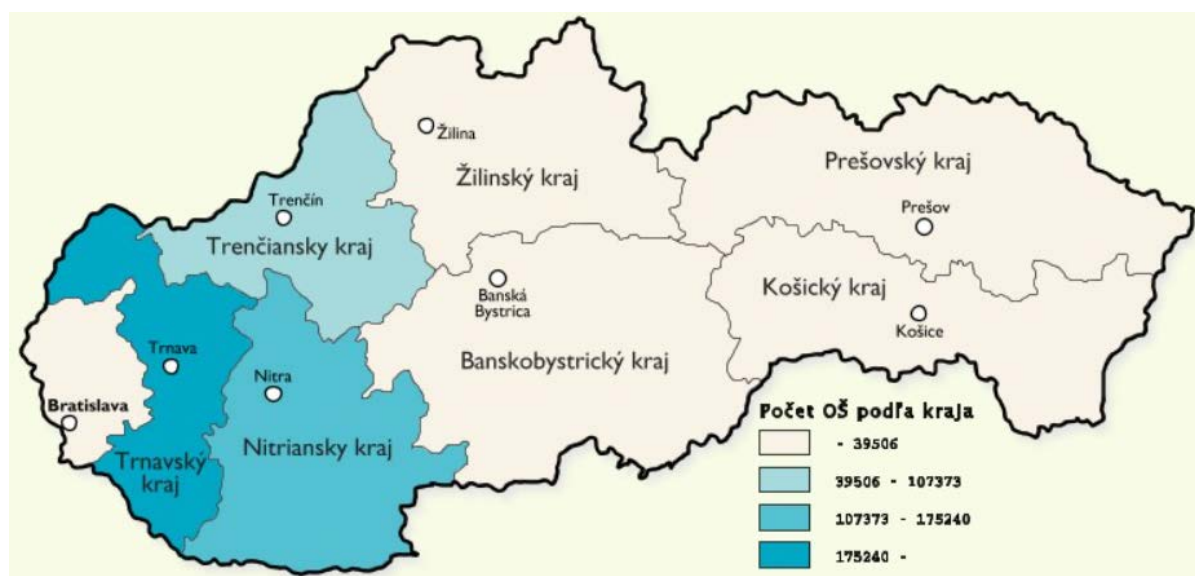 Žilina
Žilinský kraj
Prešovský kraj
Prešov
Trenčín
Trenčiansky kraj
Košický kraj
Košice
Banská
Bystrica
Banskobystrický kraj
Trnava
Nitra
Bratislava
Nitriansky kraj
Trnavský
kraj
Počet OŠ podľa kraja
- 39506
39506 - 107373
107373 - 175240
175240 -